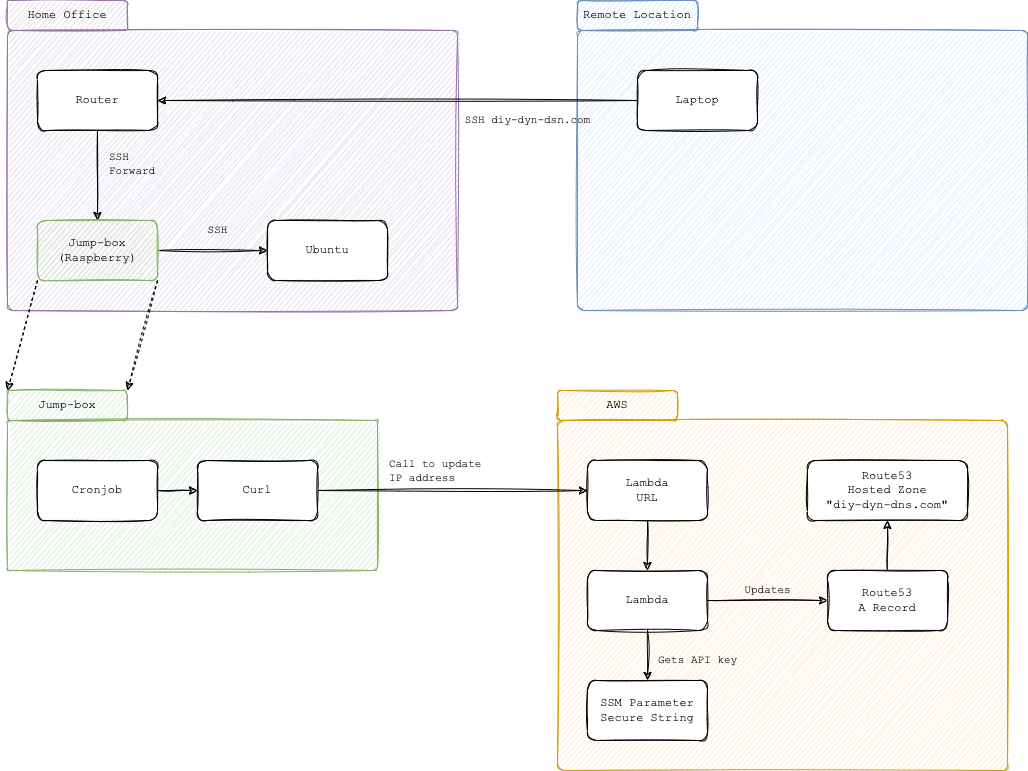 Home Office
Remote Location
Router
Laptop
SSH diy-dyn-dsn.com
SSH
Forward
Jump-box
(Raspberry)
SSH
Ubuntu
Jump-box
AWS
Cronjob
Curl
Call to update
IP address
Lambda
URL
Route53
Hosted Zone
"diy-dyn-dns.com"
Lambda
Updates
Route53
A Record
Gets API key
SSM Parameter
Secure String